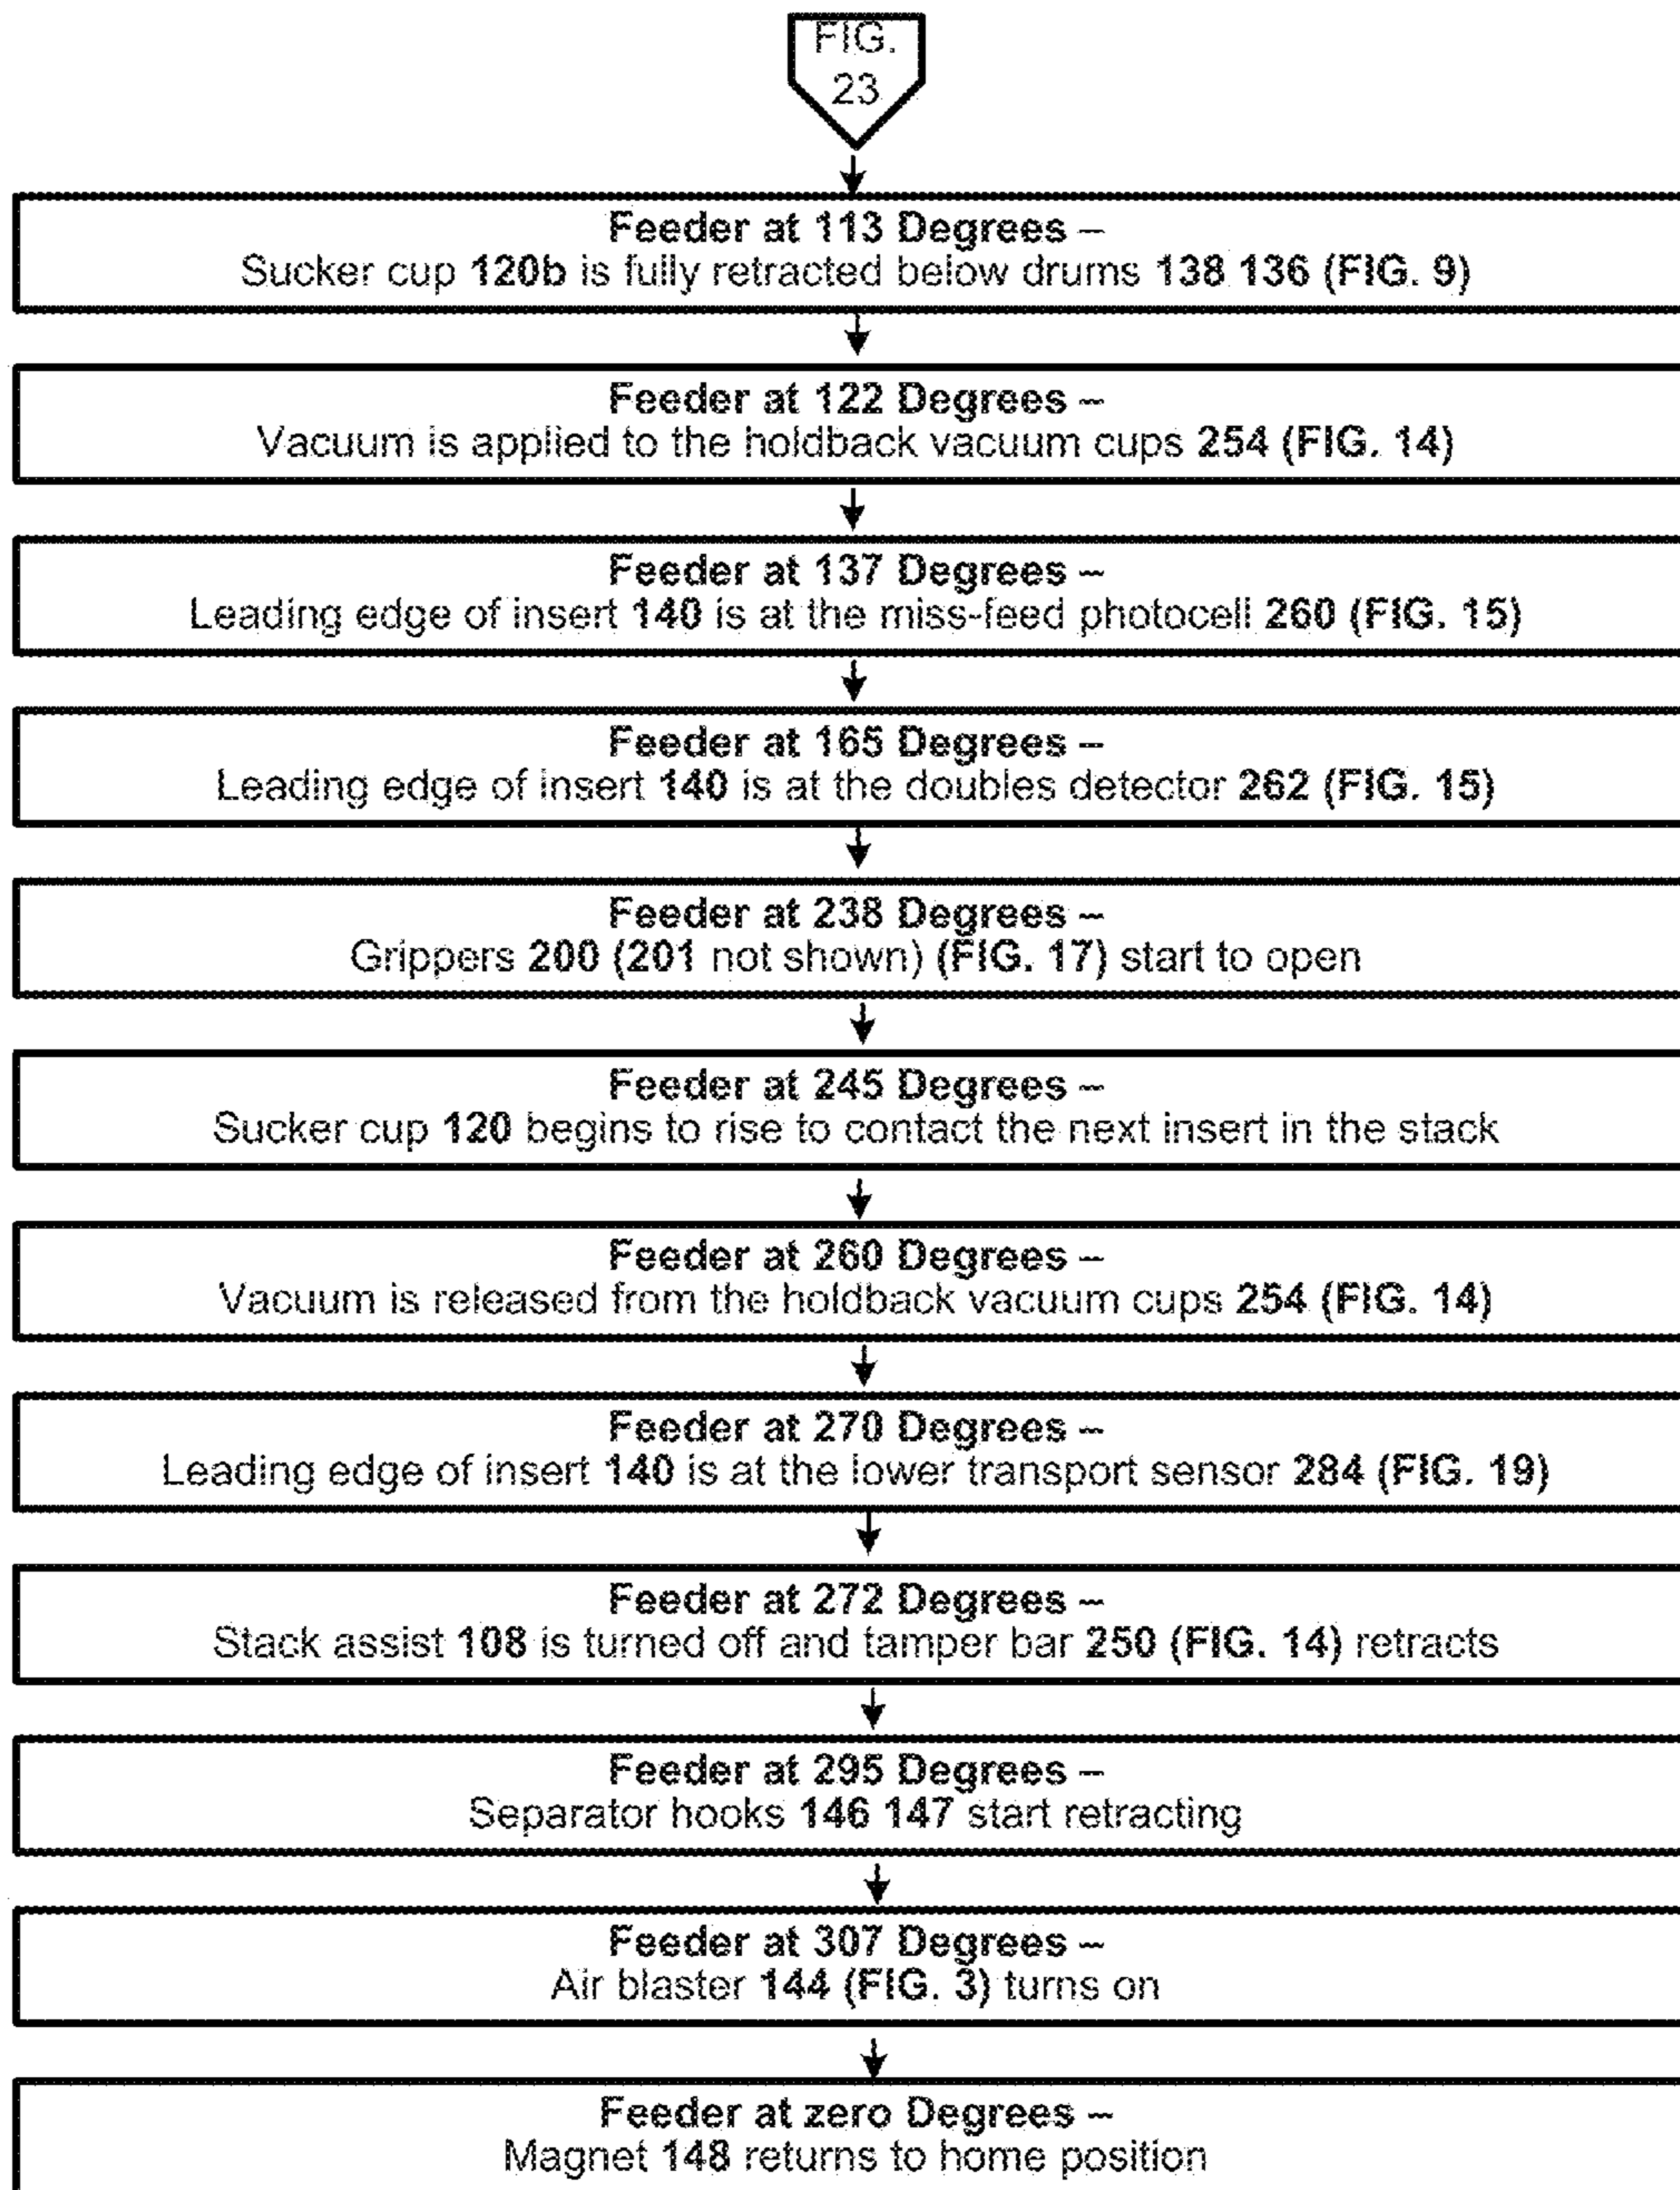 FIG.
23
Feeder at 113 Degrees –
Sucker cup 120b is fully retracted below drums 138 136 (FIG. 9)
Feeder at 122 Degrees –
Vacuum is applied to the holdback vacuum cups 254 (FIG. 14)
Feeder at 137 Degrees –
Leading edge of insert 140 is at the miss-feed photocell 260 (FIG. 15)
Feeder at 165 Degrees –
Leading edge of insert 140 is at the doubles detector 262 (FIG. 15)
Feeder at 238 Degrees –
Grippers 200 (201 not shown) (FIG. 17) start to open
Feeder at 245 Degrees –
Sucker cup 120 begins to rise to contact the next insert in the stack
Feeder at 260 Degrees –
Vacuum is released from the holdback vacuum cups 254 (FIG. 14)
Feeder at 270 Degrees –
Leading edge of insert 140 is at the lower transport sensor 284 (FIG. 19)
Feeder at 272 Degrees –
Stack assist 108 is turned off and tamper bar 250 (FIG. 14) retracts
Feeder at 295 Degrees –
Separator hooks 146 147 start retracting
Feeder at 307 Degrees –
Air blaster 144 (FIG. 3) turns on
Feeder at zero Degrees –
Magnet 148 returns to home position